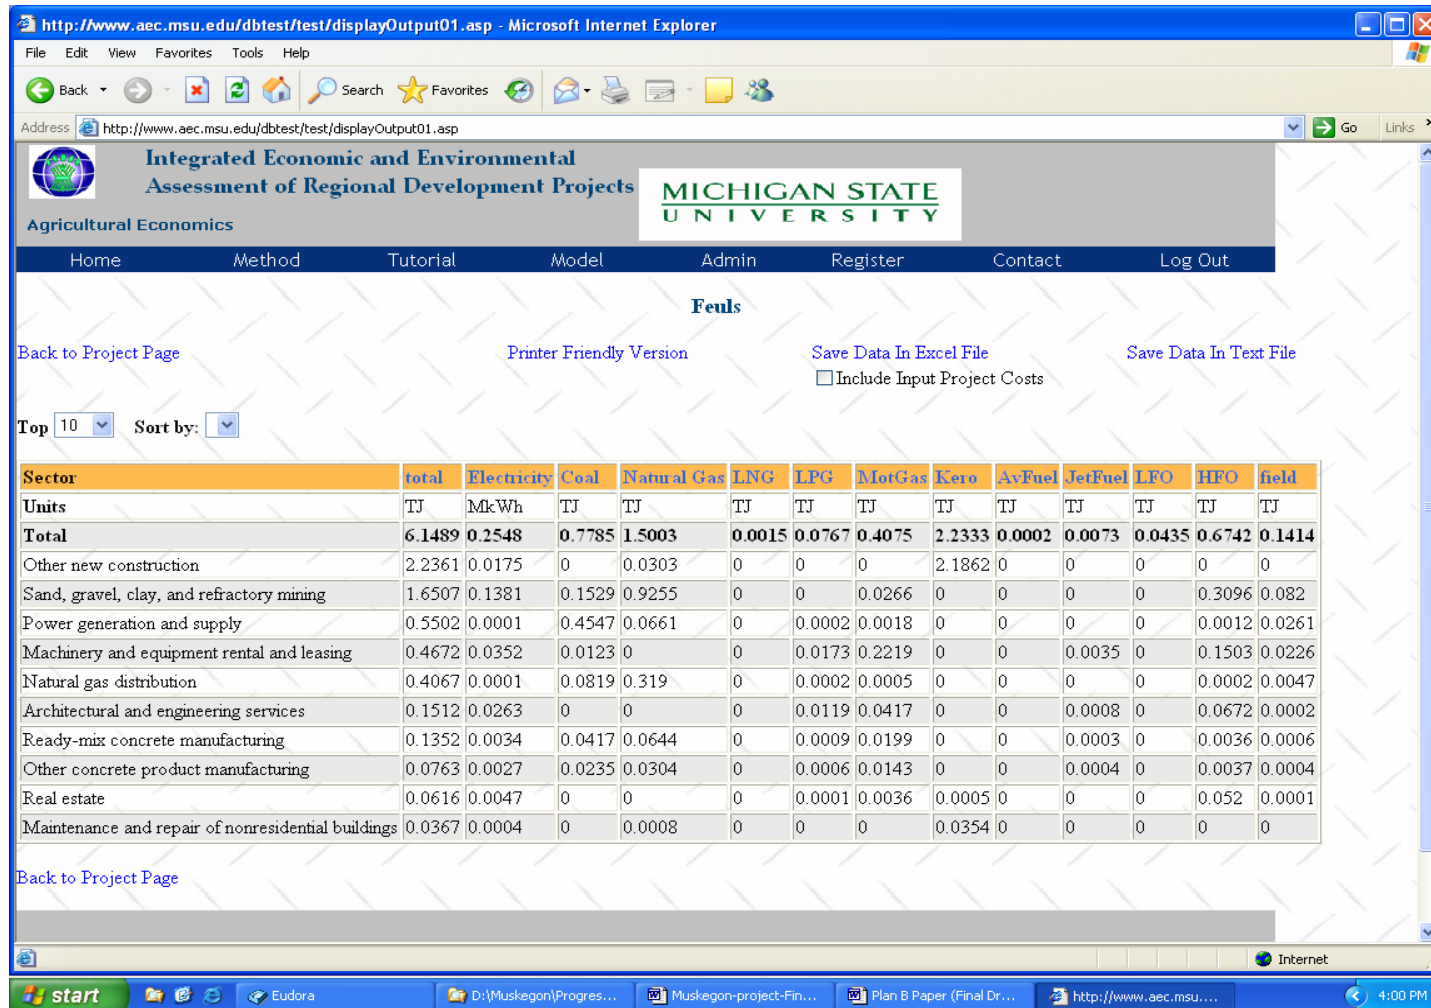 http://www.aec.msu.edu/dbtest/test/displayOutput01.asp - Microsoft Internet Explorer
File Edit View Favorites Tools Help
Back Search Favorites
Address http://www.aec.msu.edu/dbtest/test/displayOutput01.asp Go Links
Integrated Economic and Environmental
Assessment of Regional Development Projects
MICHIGAN STATE
UNIVERSITY
Agricultural Economics
Home Method Tutorial Model Admin Register Contact Log Out
Feuls
Back to Project Page Printer Friendly Version Save Data In Excel File Save Data In Text File
Include Input Project Costs
Top 10 Sort by:
Sector total Electricity Coal Natural Gas LNG LPG MotGas Kero AvFuel JetFuel LFO HFO field
Units TJ MkWh TJ TJ TJ TJ TJ TJ TJ TJ TJ TJ TJ
Total 6.1489 0.2548 0.7785 1.5003 0.0015 0.0767 0.4075 2.2333 0.0002 0.0073 0.0435 0.6742 0.1414
Other new construction 2.2361 0.0175 0 0.0303 0 0 0 2.1862 0 0 0 0 0
Sand, gravel, clay, and refractory mining 1.6507 0.1381 0.1529 0.9255 0 0 0.0266 0 0 0 0 0.3096 0.082
Power generation and supply 0.5502 0.0001 0.4547 0.0661 0 0.0002 0.0018 0 0 0 0 0.0012 0.0261
Machinery and equipment rental and leasing 0.4672 0.0352 0.0123 0 0 0.0173 0.2219 0 0 0.0035 0 0.1503 0.0226
Natural gas distribution 0.4067 0.0001 0.0819 0.319 0 0.0002 0.0005 0 0 0 0 0.0002 0.0047
Architectural and engineering services 0.1512 0.0263 0 0 0 0.0119 0.0417 0 0 0.0008 0 0.0672 0.0002
Ready-mix concrete manufacturing 0.1352 0.0034 0.0417 0.0644 0 0.0009 0.0199 0 0 0.0003 0 0.0036 0.0006
Other concrete product manufacturing 0.0763 0.0027 0.0235 0.0304 0 0.0006 0.0143 0 0 0.0004 0 0.0037 0.0004
Real estate 0.0616 0.0047 0 0 0 0.0001 0.0036 0.0005 0 0 0 0.052 0.0001
Maintenance and repair of nonresidential buildings 0.0367 0.0004 0 0.0008 0 0 0 0.0354 0 0 0 0 0
Back to Project Page
Internet
start Eudora D:\Muskegon\Progres... Muskegon-project-Fin... Plan B Paper (Final Dr... http://www.aec.msu.... 4:00 PM